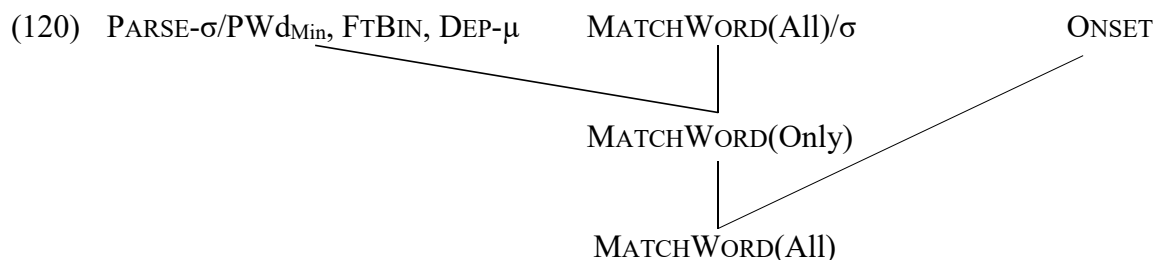 (120) PARSE-σ/PWdMin, FTBIN, DEP-μ MATCHWORD(All)/σ ONSET
MATCHWORD(Only)
MATCHWORD(All)